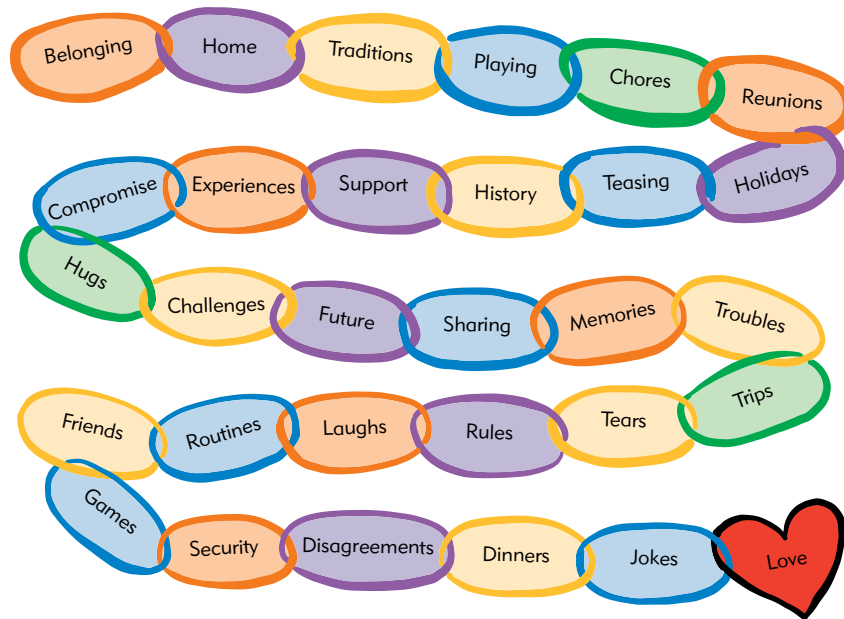 Belonging
Home
Traditions
Playing
Chores
Reunions
Holidays
Teasing
History
Support
Experiences
Compromise
Hugs
Challenges
Future
Sharing
Memories
Troubles
Trips
Tears
Rules
Laughs
Routines
Friends
Games
Security
Disagreements
Dinners
Jokes
Love